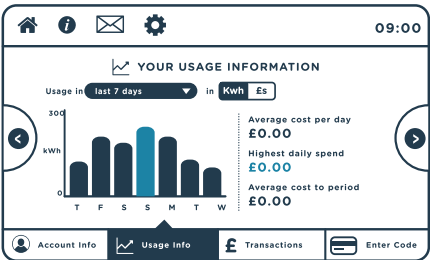 09:00
YOUR USAGE INFORMATION
Usage in last 7 days in Kwh £s
300
kWh
0
T F S S M T W
Average cost per day
£0.00
Highest daily spend
£0.00
Average cost to period
£0.00
Account Info Usage Info £ Transactions Enter Code